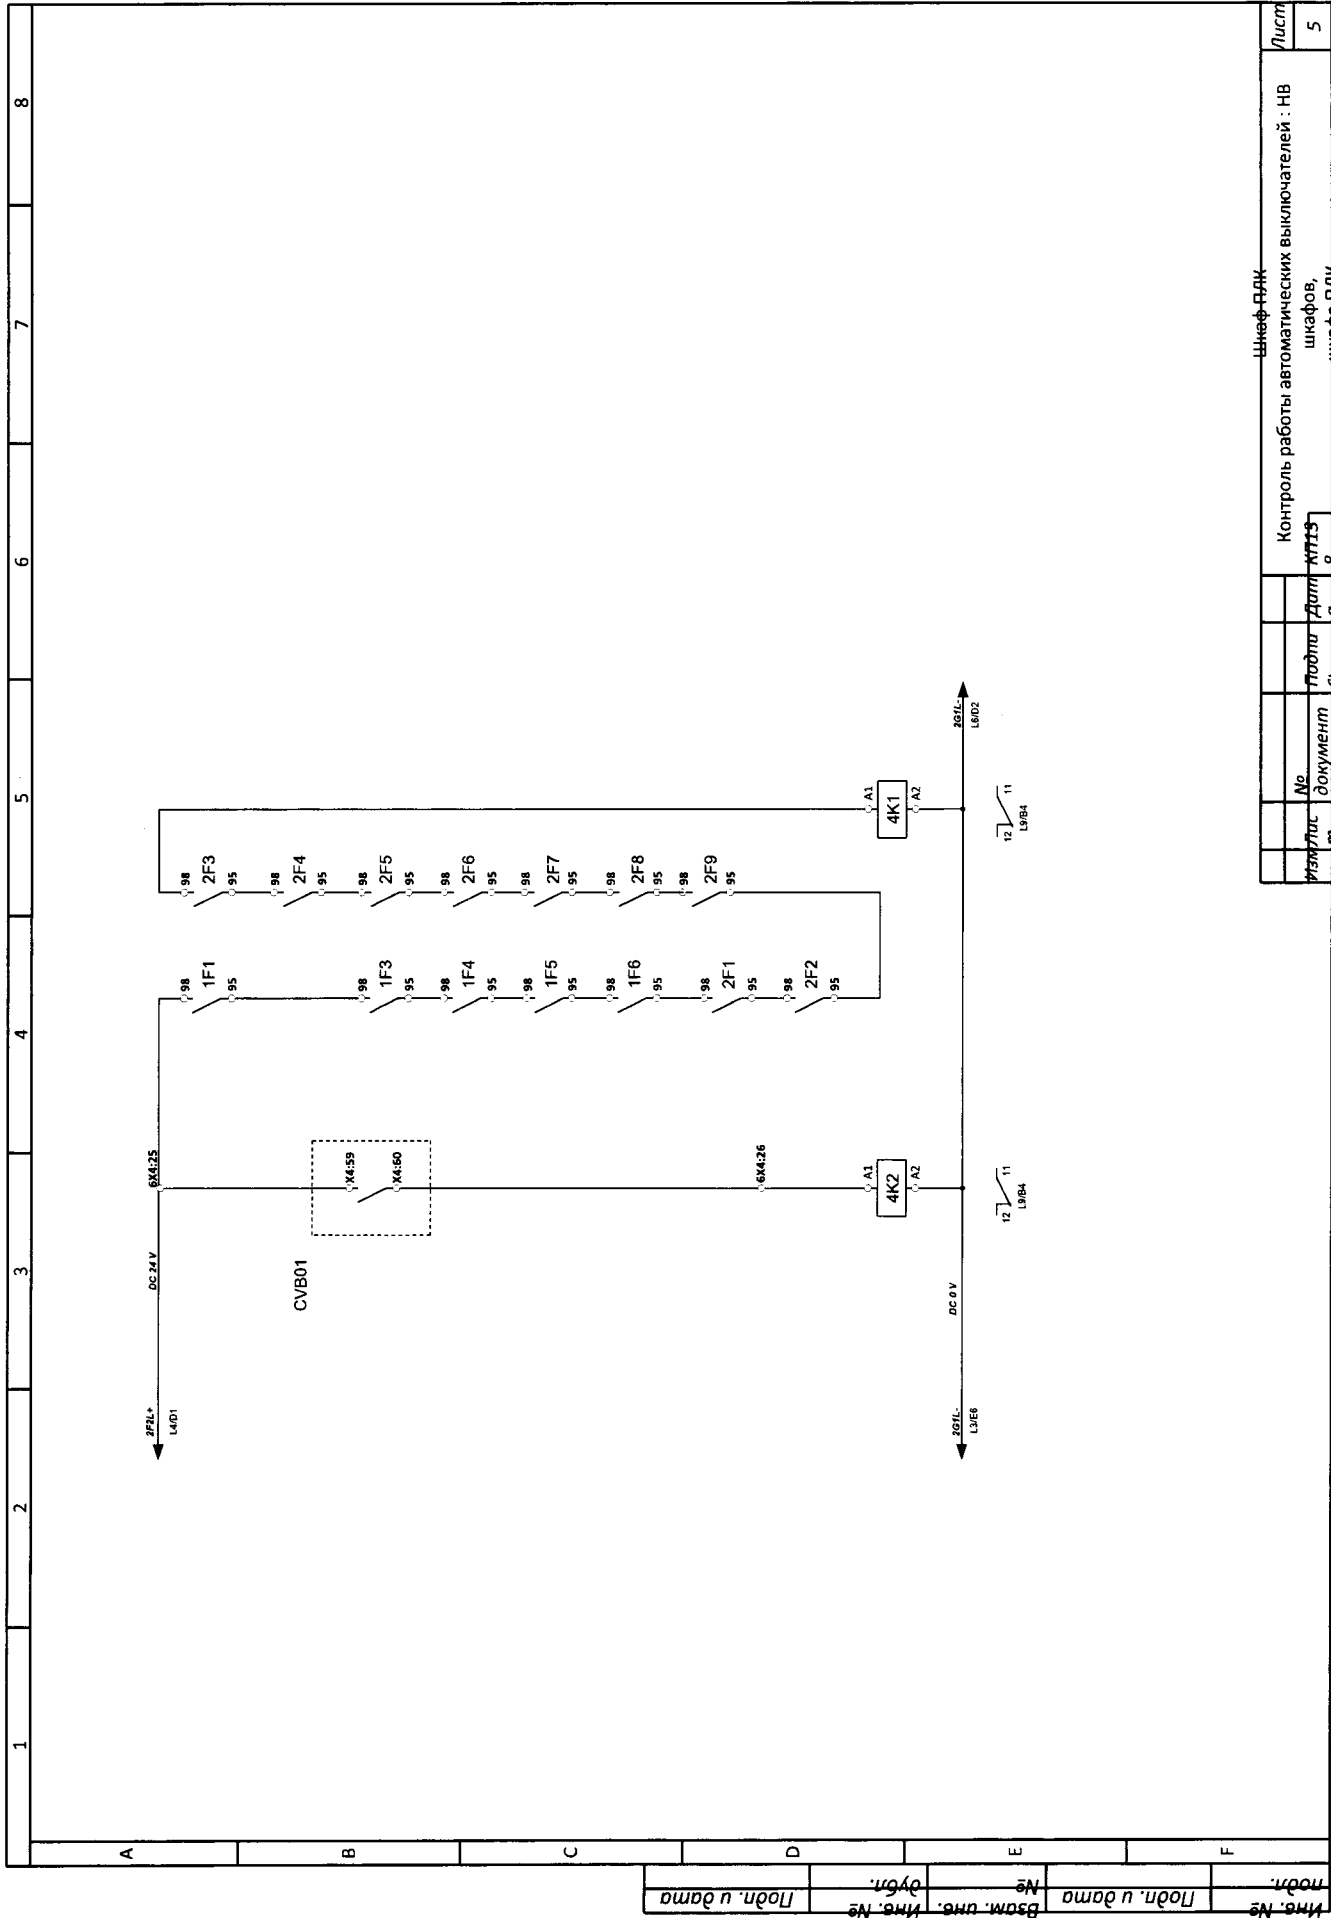 1 2 3 4 5 6 7 8
A
B
C
D
E
F
2F2L+
L4/D1
DC 24 V
6X4:25
CVB01
X4:59
X4:60
6X4:26
A1
4K2
A2
12 11
L9/B4
98 1F1 95
98 1F3 95
98 1F4 95
98 1F5 95
98 1F6 95
98 2F1 95
98 2F2 95
98 2F3 95
98 2F4 95
98 2F5 95
98 2F6 95
98 2F7 95
98 2F8 95
98 2F9 95
A1
4K1
A2
12 11
L9/B4
2G1L-
L3/E6
DC 0 V
2G1L-
L6/D2
Шкаф ПЛК
Контроль работы автоматических выключателей : НВ
шкафов,
Лист
5
Изм Лис
№
документ
Подпи
Дат
КП13
Инв. № подл.
Подп. и дата
Взам. инв. №
Инв. № дубл.
Подп. и дата